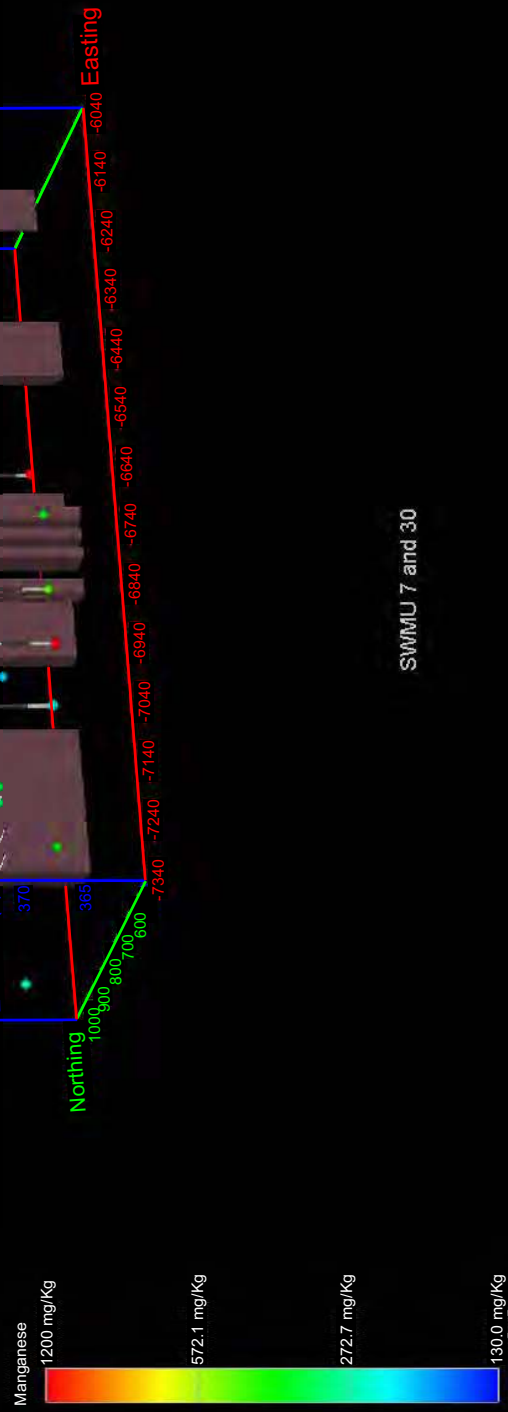 Easting
-6040
-6140
-6240
-6340
-6440
-6540
-6640
-6740
-6840
-6940
-7040
-7140
-7240
-7340
370
365
600
700
800
900
1000
Northing
SWMU 7 and 30
Manganese
1200 mg/Kg
572.1 mg/Kg
272.7 mg/Kg
130.0 mg/Kg